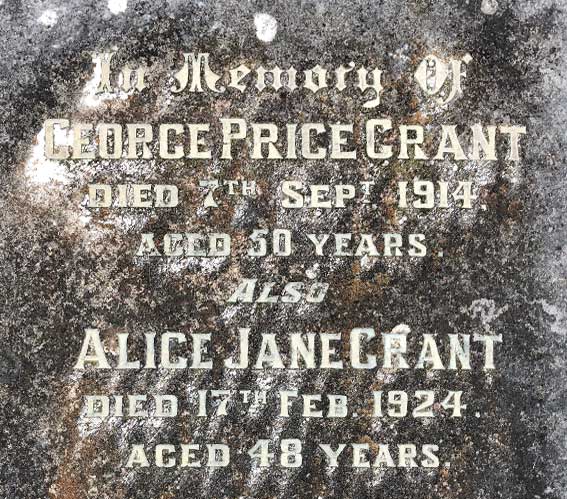 In Memory Of
GEORGE PRICE GRANT
DIED 7TH SEPT 1914.
AGED 50 YEARS.
ALSO
ALICE JANE GRANT
DIED 17TH FEB. 1924.
AGED 48 YEARS.